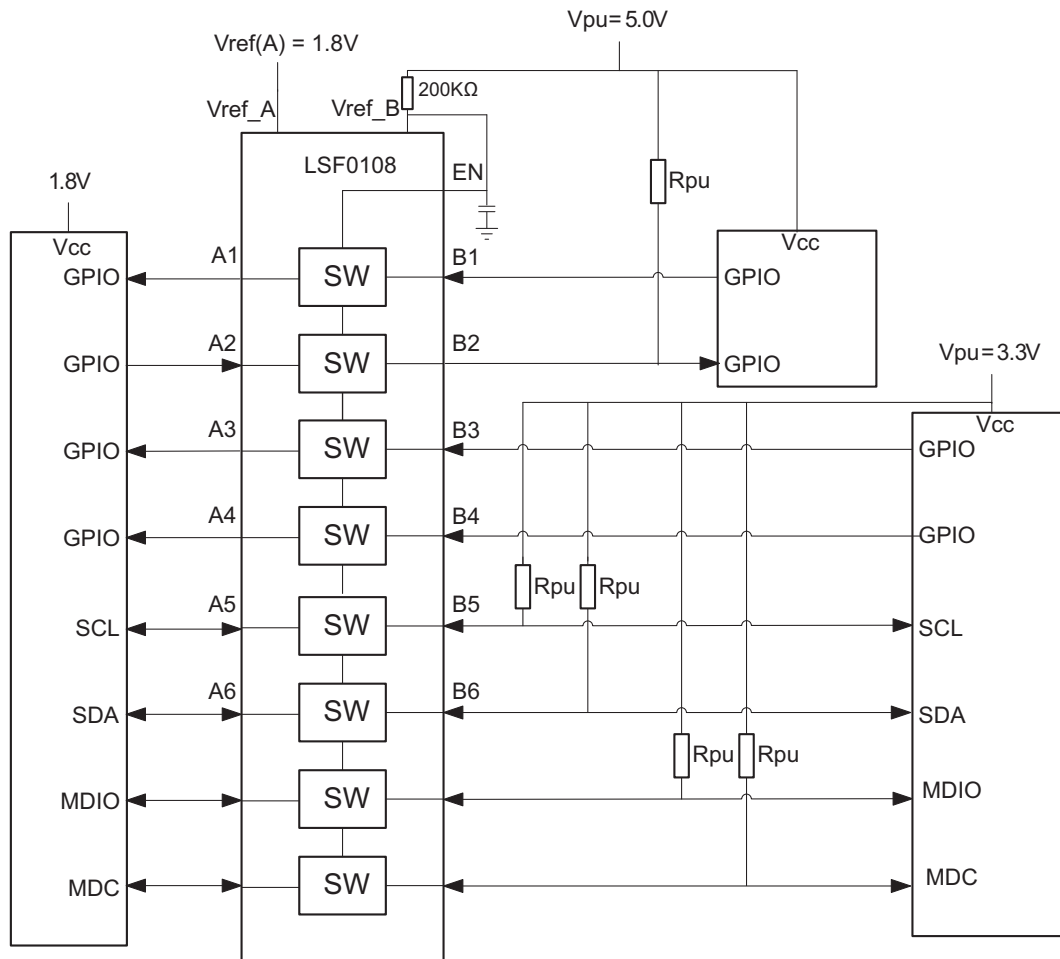 Vpu=5.0V
Vref(A) = 1.8V
200KΩ
Vref_A
Vref_B
LSF0108
EN
Rpu
1.8V
Vcc
Vcc
A1
B1
GPIO
SW
GPIO
A2
B2
GPIO
SW
GPIO
Vpu=3.3V
Vcc
A3
B3
GPIO
SW
GPIO
A4
B4
GPIO
SW
GPIO
Rpu
Rpu
A5
B5
SCL
SW
SCL
A6
B6
SDA
SW
SDA
Rpu
Rpu
MDIO
SW
MDIO
MDC
SW
MDC